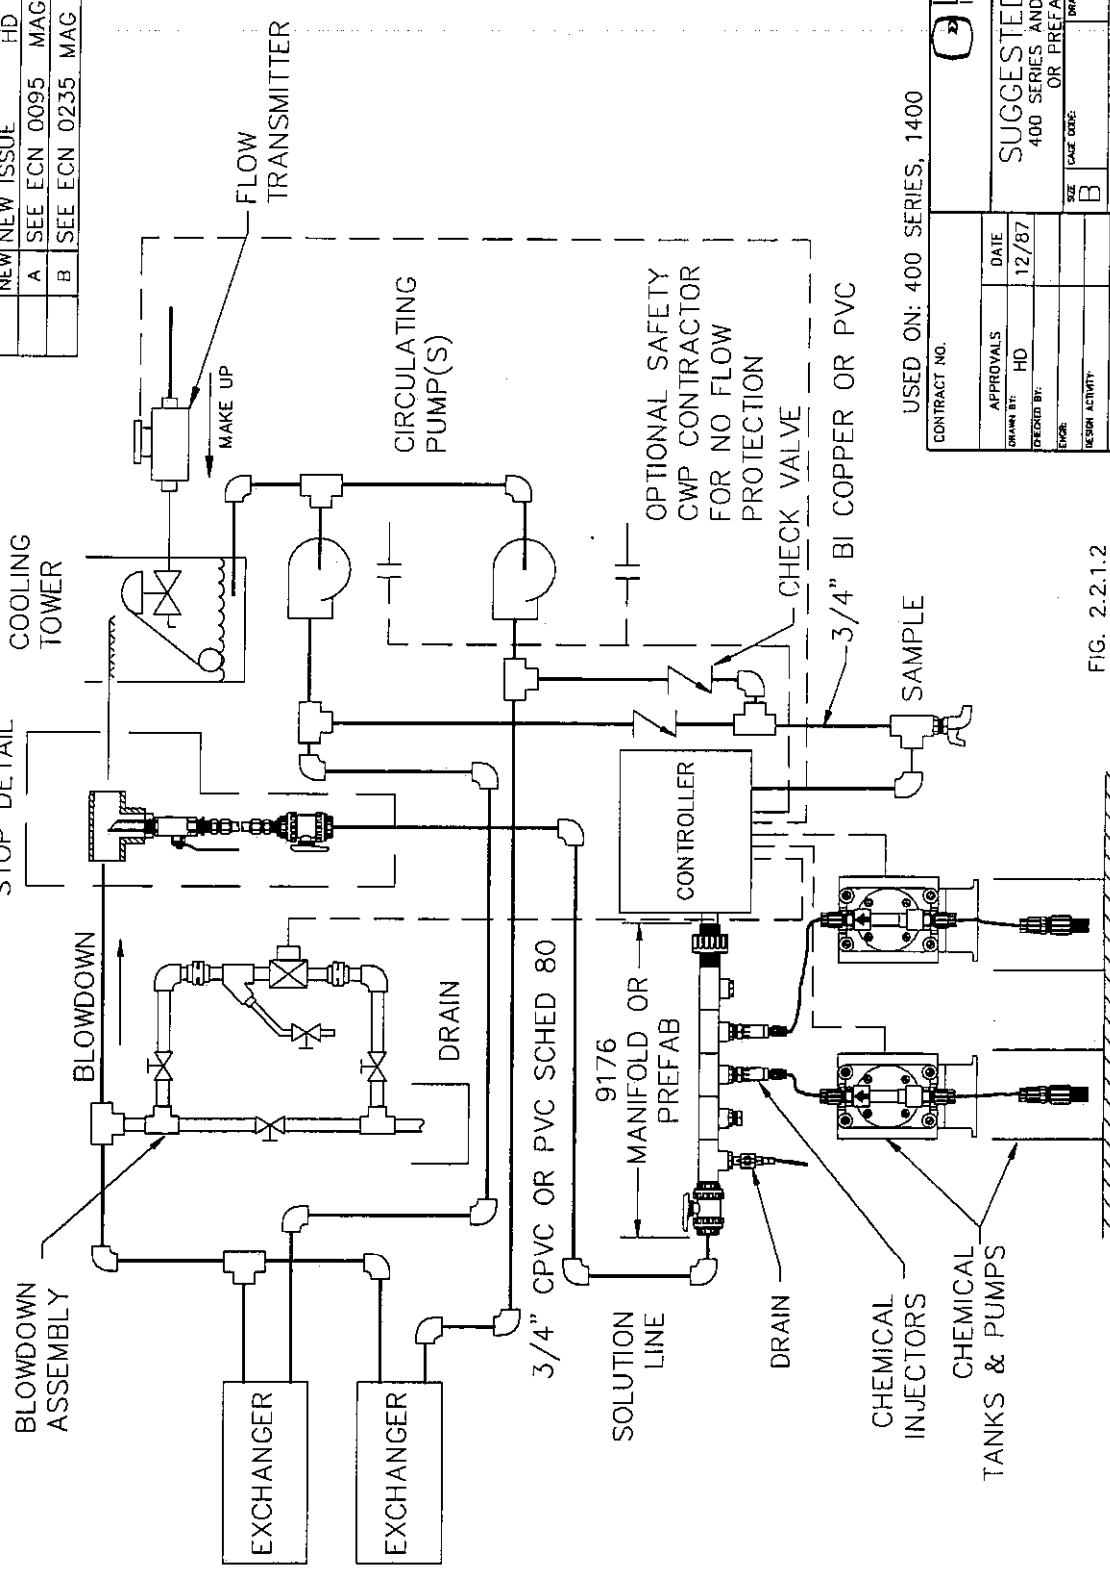 NEW NEW ISSUE HD
A SEE ECN 0095 MAG
B SEE ECN 0235 MAG
STOP DETAIL
COOLING
TOWER
FLOW
TRANSMITTER
MAKE UP
BLOWDOWN
BLOWDOWN
ASSEMBLY
DRAIN
CIRCULATING
PUMP(S)
EXCHANGER
EXCHANGER
OPTIONAL SAFETY
CWP CONTRACTOR
FOR NO FLOW
PROTECTION
CHECK VALVE
3/4" CPVC OR PVC SCHED 80
3/4" BI COPPER OR PVC
SOLUTION
LINE
9176
MANIFOLD OR
PREFAB
CONTROLLER
SAMPLE
DRAIN
CHEMICAL
INJECTORS
CHEMICAL
TANKS & PUMPS
FIG. 2.2.1.2
USED ON: 400 SERIES, 1400
CONTRACT NO.
APPROVALS DATE
DRAWN BY: HD 12/87
CHECKED BY:
ENGR:
DESIGN ACTIVITY:
SUGGESTED
400 SERIES AND
OR PREFA
SIZE CAGE CODE: DRA
B